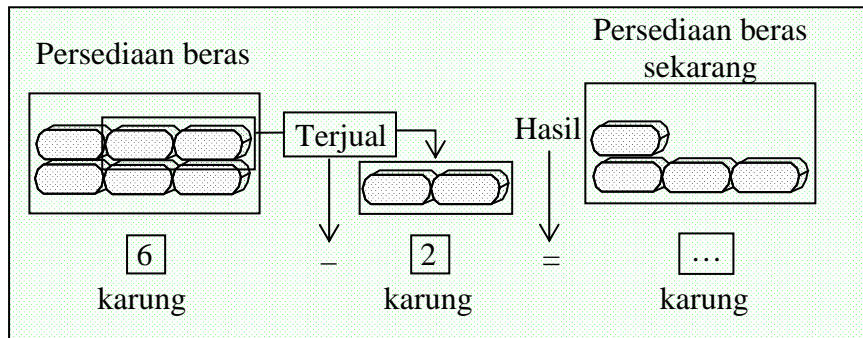 Persediaan beras
Terjual
Hasil
Persediaan beras
sekarang
6 – 2 = …
karung karung karung